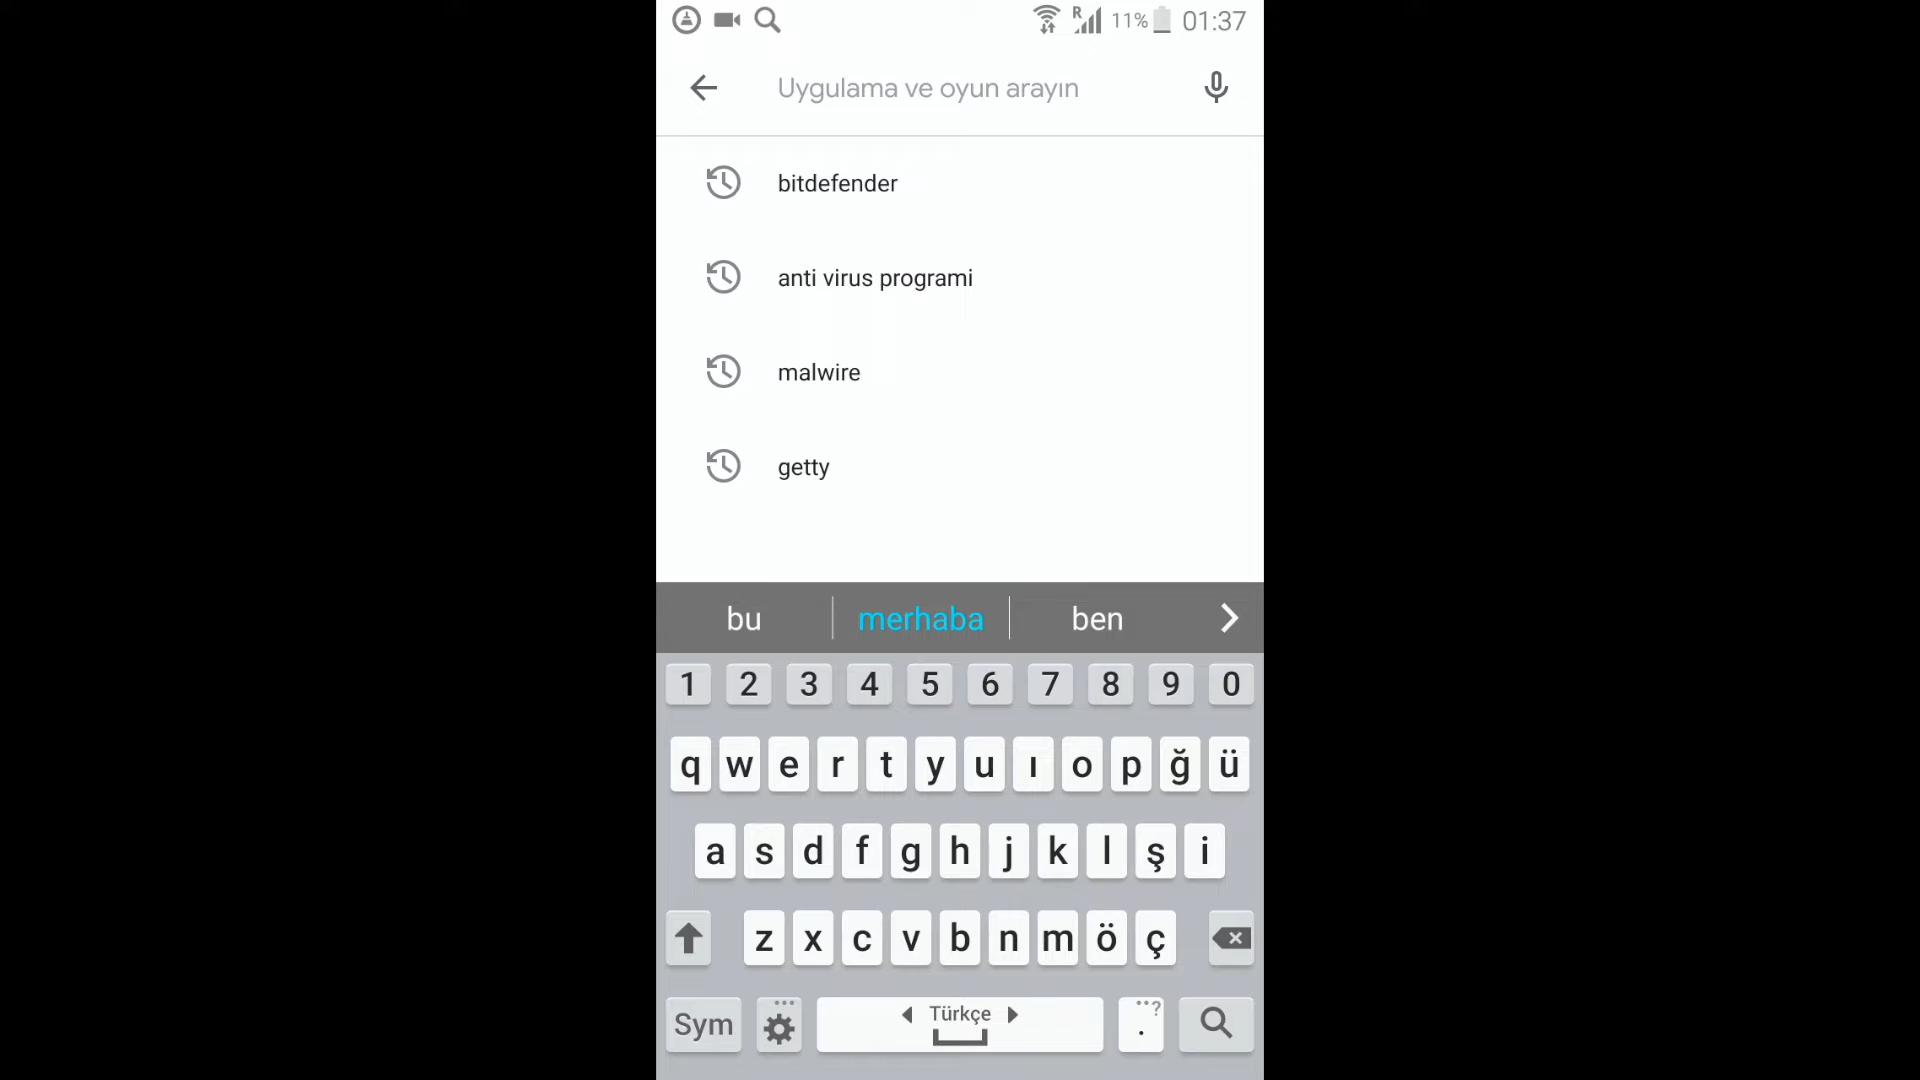 R 11% 01:37
Uygulama ve oyun arayın
bitdefender
anti virus programi
malwire
getty
bu merhaba ben
1 2 3 4 5 6 7 8 9 0
q w e r t y u ı o p ğ ü
a s d f g h j k l ş i
z x c v b n m ö ç
Sym Türkçe . ?